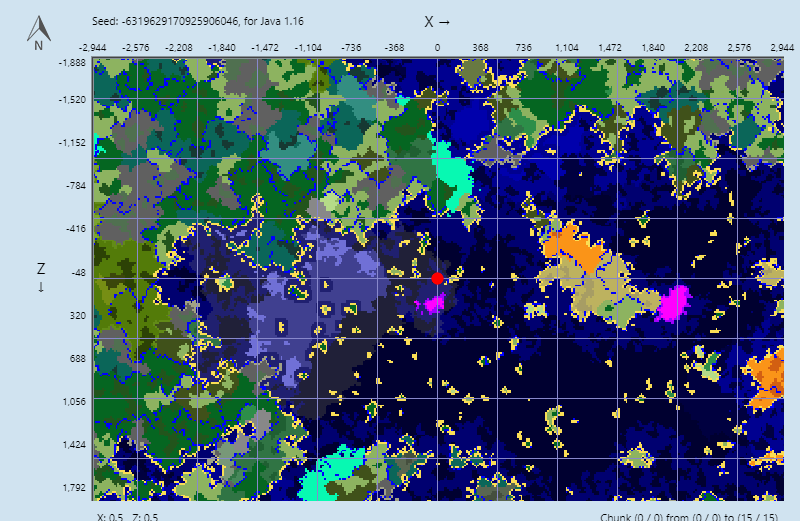 Seed: -6319629170925906046, for Java 1.16
X →
N
-2,944 -2,576 -2,208 -1,840 -1,472 -1,104 -736 -368 0 368 736 1,104 1,472 1,840 2,208 2,576 2,944
-1.888
-1,520
-1,152
-784
-416
Z
↓
-48
320
688
1,056
1,424
1,792
X: 0.5 Z: 0.5
Chunk (0 / 0) from (0 / 0) to (15 / 15)